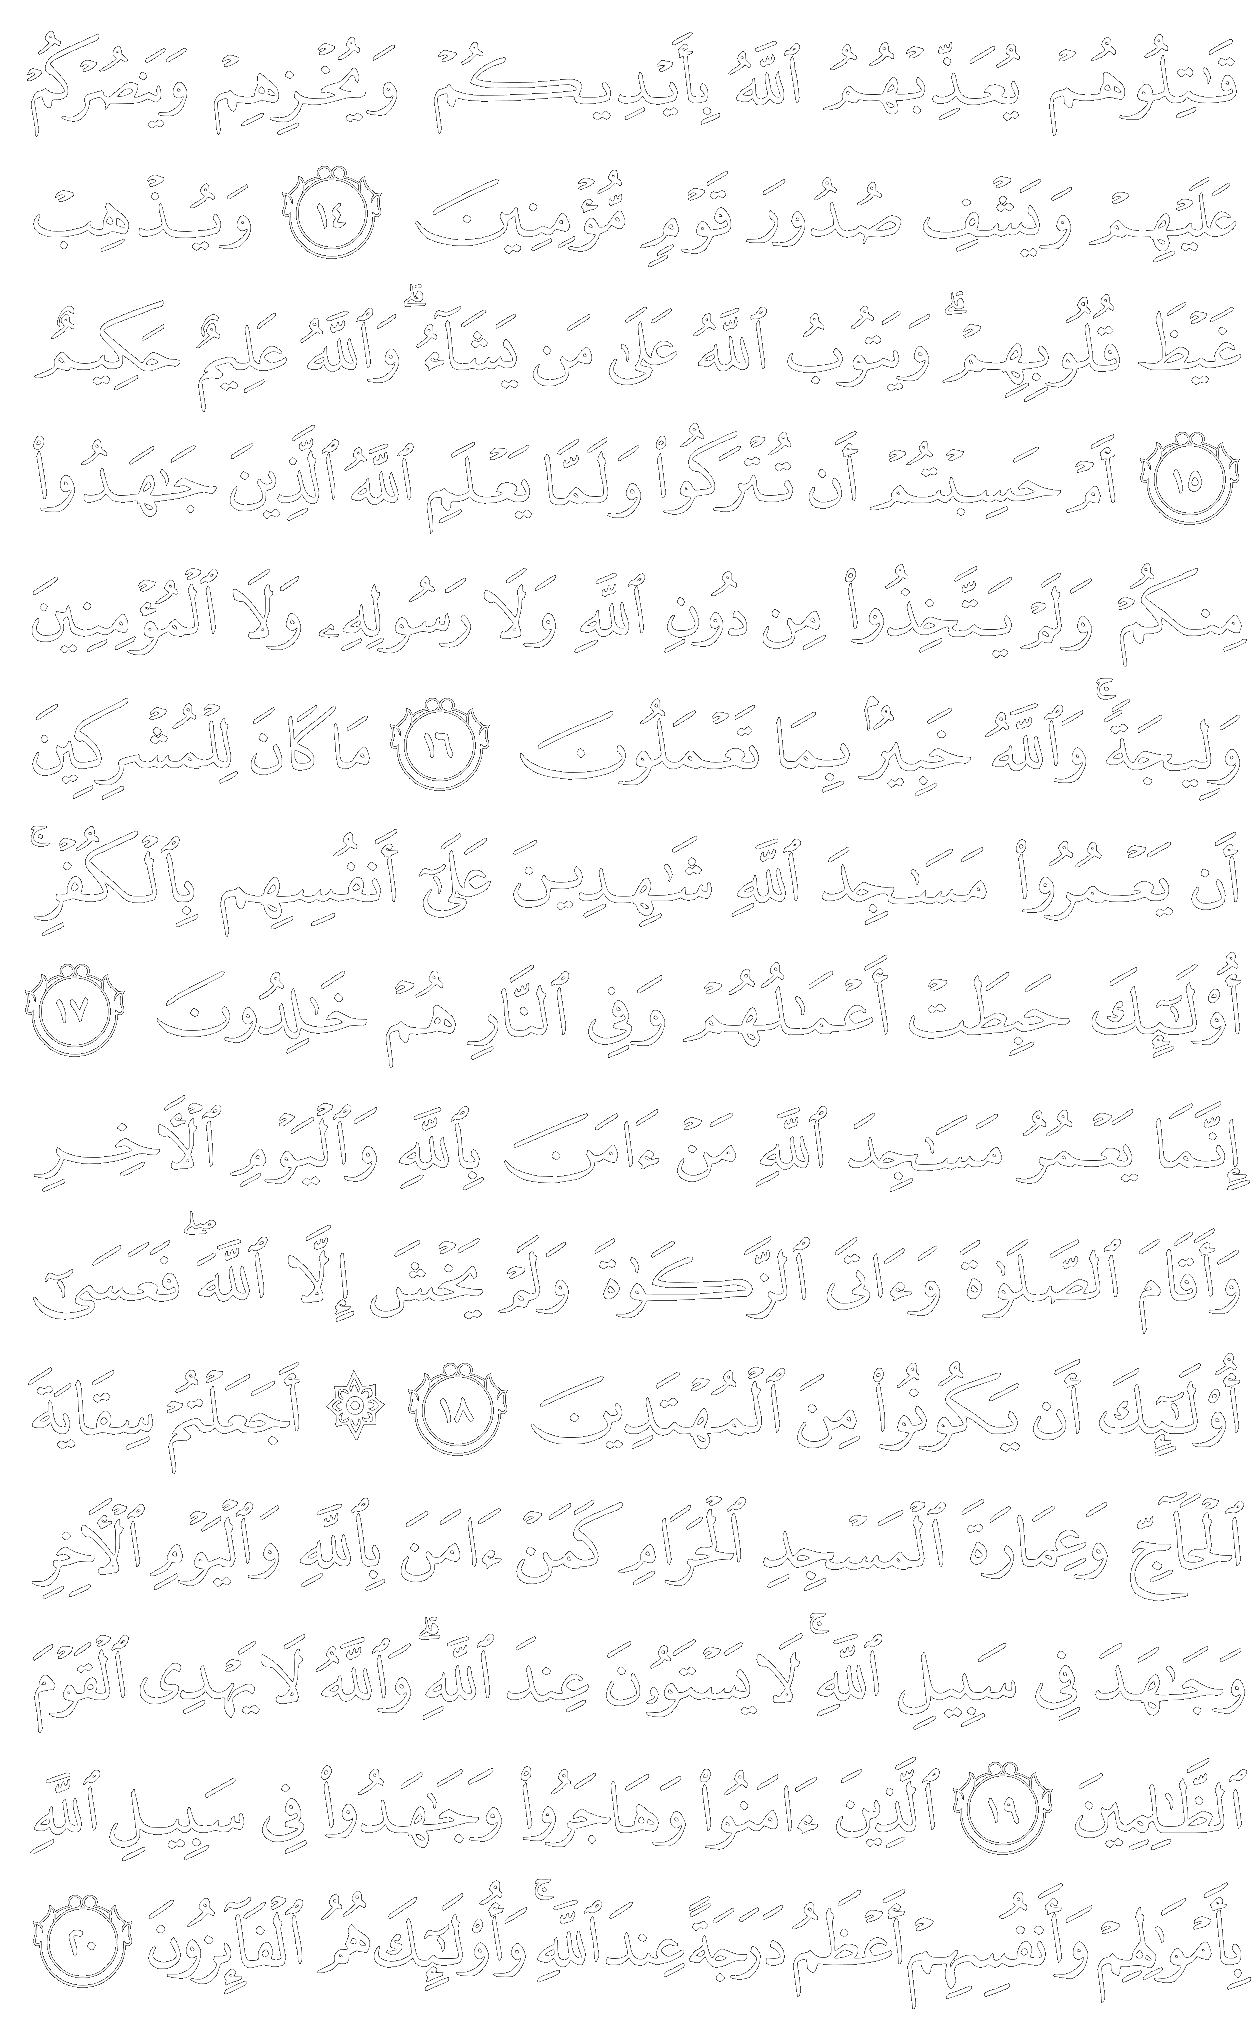 قَـٰتِلُوهُمْ يُعَذِّبْهُمُ ٱللَّهُ بِأَيْدِيكُمْ وَيُخْزِهِمْ وَيَنصُرْكُمْ
عَلَيْهِمْ وَيَشْفِ صُدُورَ قَوْمٍ مُّؤْمِنِينَ ١٤ وَيُذْهِبْ
غَيْظَ قُلُوبِهِمْ ۗ وَيَتُوبُ ٱللَّهُ عَلَىٰ مَن يَشَآءُ ۗ وَٱللَّهُ عَلِيمٌ حَكِيمٌ
١٥ أَمْ حَسِبْتُمْ أَن تُتْرَكُوا۟ وَلَمَّا يَعْلَمِ ٱللَّهُ ٱلَّذِينَ جَـٰهَدُوا۟
مِنكُمْ وَلَمْ يَتَّخِذُوا۟ مِن دُونِ ٱللَّهِ وَلَا رَسُولِهِۦ وَلَا ٱلْمُؤْمِنِينَ
وَلِيجَةً ۚ وَٱللَّهُ خَبِيرٌۢ بِمَا تَعْمَلُونَ ١٦ مَا كَانَ لِلْمُشْرِكِينَ
أَن يَعْمُرُوا۟ مَسَـٰجِدَ ٱللَّهِ شَـٰهِدِينَ عَلَىٰٓ أَنفُسِهِم بِٱلْكُفْرِ ۚ
أُو۟لَـٰٓئِكَ حَبِطَتْ أَعْمَـٰلُهُمْ وَفِى ٱلنَّارِ هُمْ خَـٰلِدُونَ ١٧
إِنَّمَا يَعْمُرُ مَسَـٰجِدَ ٱللَّهِ مَنْ ءَامَنَ بِٱللَّهِ وَٱلْيَوْمِ ٱلْـَٔاخِرِ
وَأَقَامَ ٱلصَّلَوٰةَ وَءَاتَى ٱلزَّكَوٰةَ وَلَمْ يَخْشَ إِلَّا ٱللَّهَ ۖ فَعَسَىٰٓ
أُو۟لَـٰٓئِكَ أَن يَكُونُوا۟ مِنَ ٱلْمُهْتَدِينَ ١٨ ۞ أَجَعَلْتُمْ سِقَايَةَ
ٱلْحَآجِّ وَعِمَارَةَ ٱلْمَسْجِدِ ٱلْحَرَامِ كَمَنْ ءَامَنَ بِٱللَّهِ وَٱلْيَوْمِ ٱلْـَٔاخِرِ
وَجَـٰهَدَ فِى سَبِيلِ ٱللَّهِ ۚ لَا يَسْتَوُۥنَ عِندَ ٱللَّهِ ۗ وَٱللَّهُ لَا يَهْدِى ٱلْقَوْمَ
ٱلظَّـٰلِمِينَ ١٩ ٱلَّذِينَ ءَامَنُوا۟ وَهَاجَرُوا۟ وَجَـٰهَدُوا۟ فِى سَبِيلِ ٱللَّهِ
بِأَمْوَٰلِهِمْ وَأَنفُسِهِمْ أَعْظَمُ دَرَجَةً عِندَ ٱللَّهِ ۚ وَأُو۟لَـٰٓئِكَ هُمُ ٱلْفَآئِزُونَ ٢٠